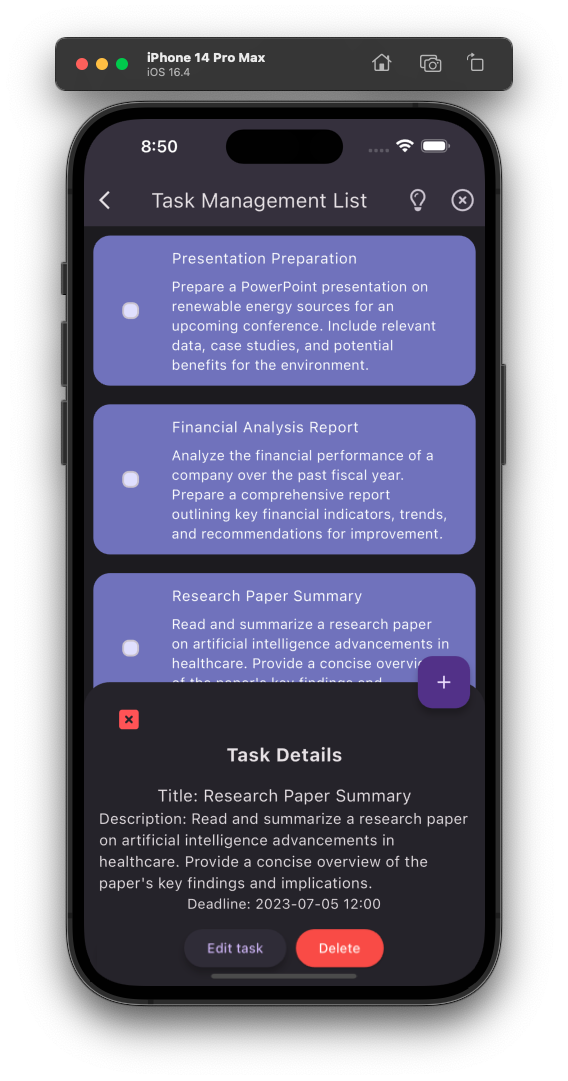 iPhone 14 Pro Max
iOS 16.4
8:50
Task Management List
Presentation Preparation
Prepare a PowerPoint presentation on
renewable energy sources for an
upcoming conference. Include relevant
data, case studies, and potential
benefits for the environment.
Financial Analysis Report
Analyze the financial performance of a
company over the past fiscal year.
Prepare a comprehensive report
outlining key financial indicators, trends,
and recommendations for improvement.
Research Paper Summary
Read and summarize a research paper
on artificial intelligence advancements in
healthcare. Provide a concise
of the paper's key findings and
Task Details
Title: Research Paper Summary
Description: Read and summarize a research paper
on artificial intelligence advancements in
healthcare. Provide a concise overview of the
paper's key findings and implications.
Deadline: 2023-07-05 12:00
Edit task
Delete